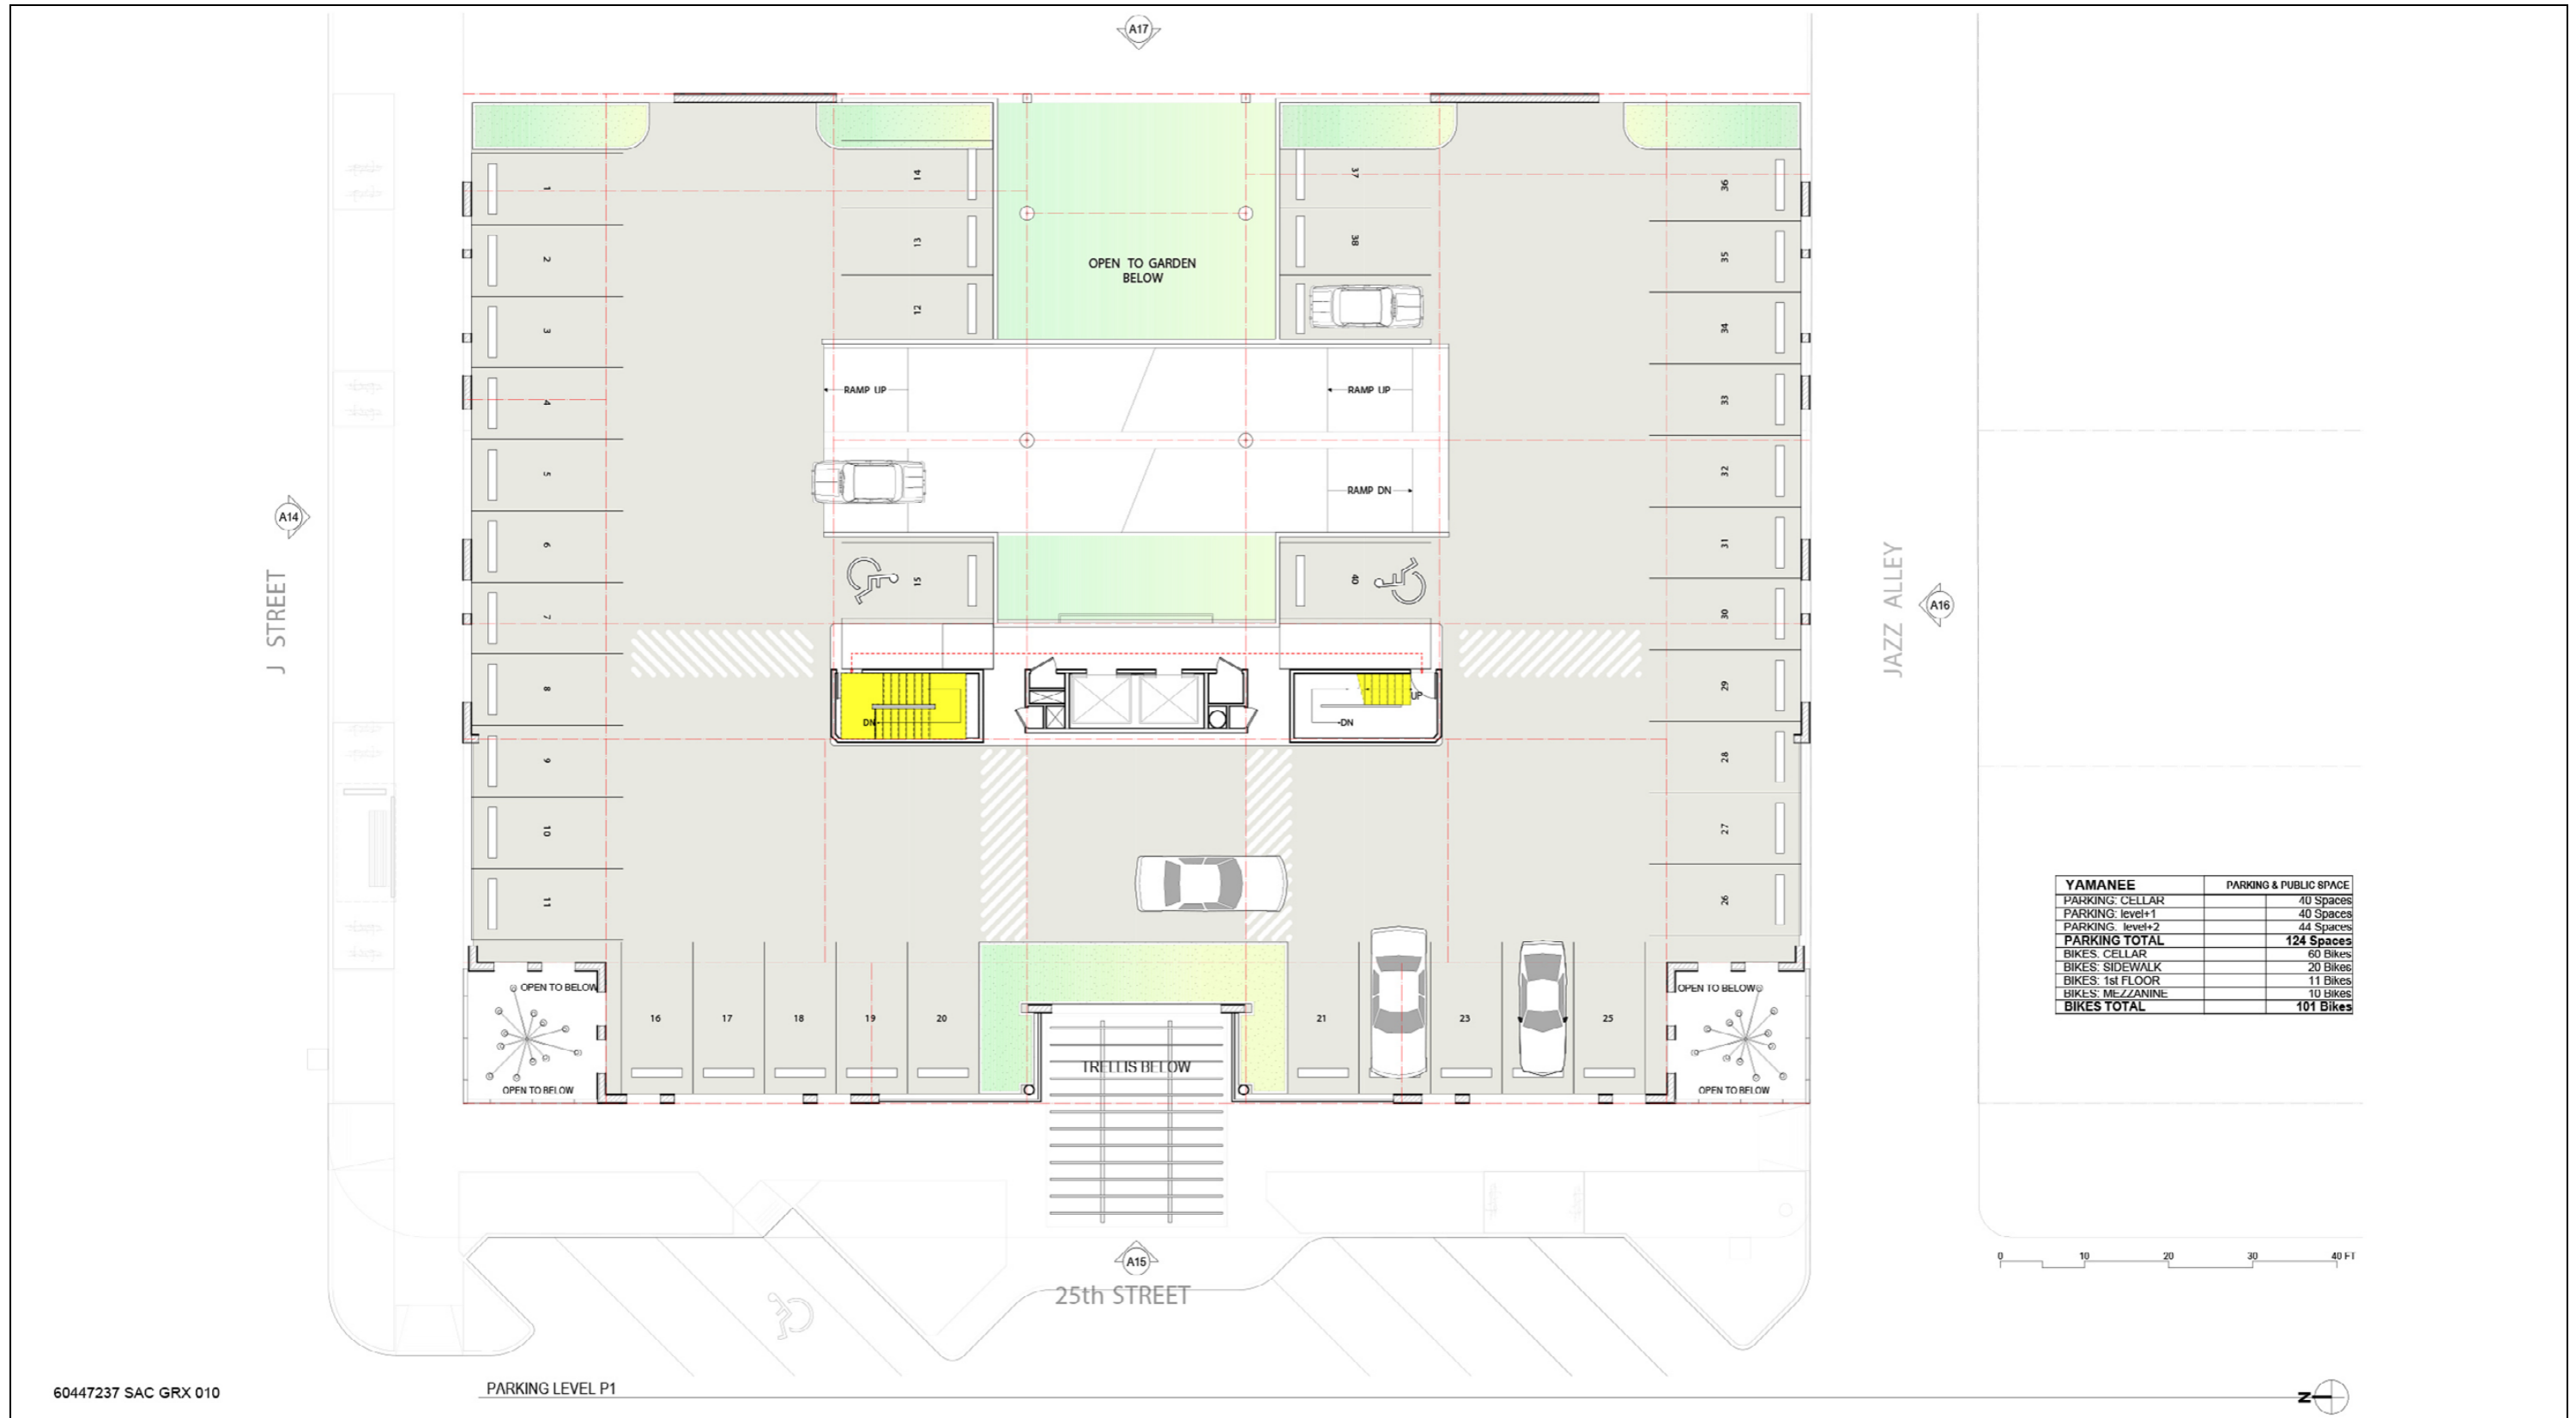 A17
14
37
1
36
13
38
2
35
OPEN TO GARDEN
BELOW
12
3
34
RAMP UP
RAMP UP
4
33
5
32
RAMP DN
A14
6
31
15
40
J STREET
JAZZ ALLEY
A16
7
30
8
29
UP
DN
DN
9
28
10
27
11
26
YAMANEE PARKING & PUBLIC SPACE
PARKING: CELLAR 40 Spaces
PARKING: level+1 40 Spaces
PARKING. level+2 44 Spaces
PARKING TOTAL 124 Spaces
BIKES. CELLAR 60 Bikes
BIKES: SIDEWALK 20 Bikes
BIKES: 1st FLOOR 11 Bikes
BIKES: MEZZANINE 10 Bikes
BIKES TOTAL 101 Bikes
OPEN TO BELOW
OPEN TO BELOW
16
17
18
19
20
21
23
25
TRELLIS BELOW
OPEN TO BELOW
OPEN TO BELOW
A15
25th STREET
0 10 20 30 40 FT
60447237 SAC GRX 010
PARKING LEVEL P1
N